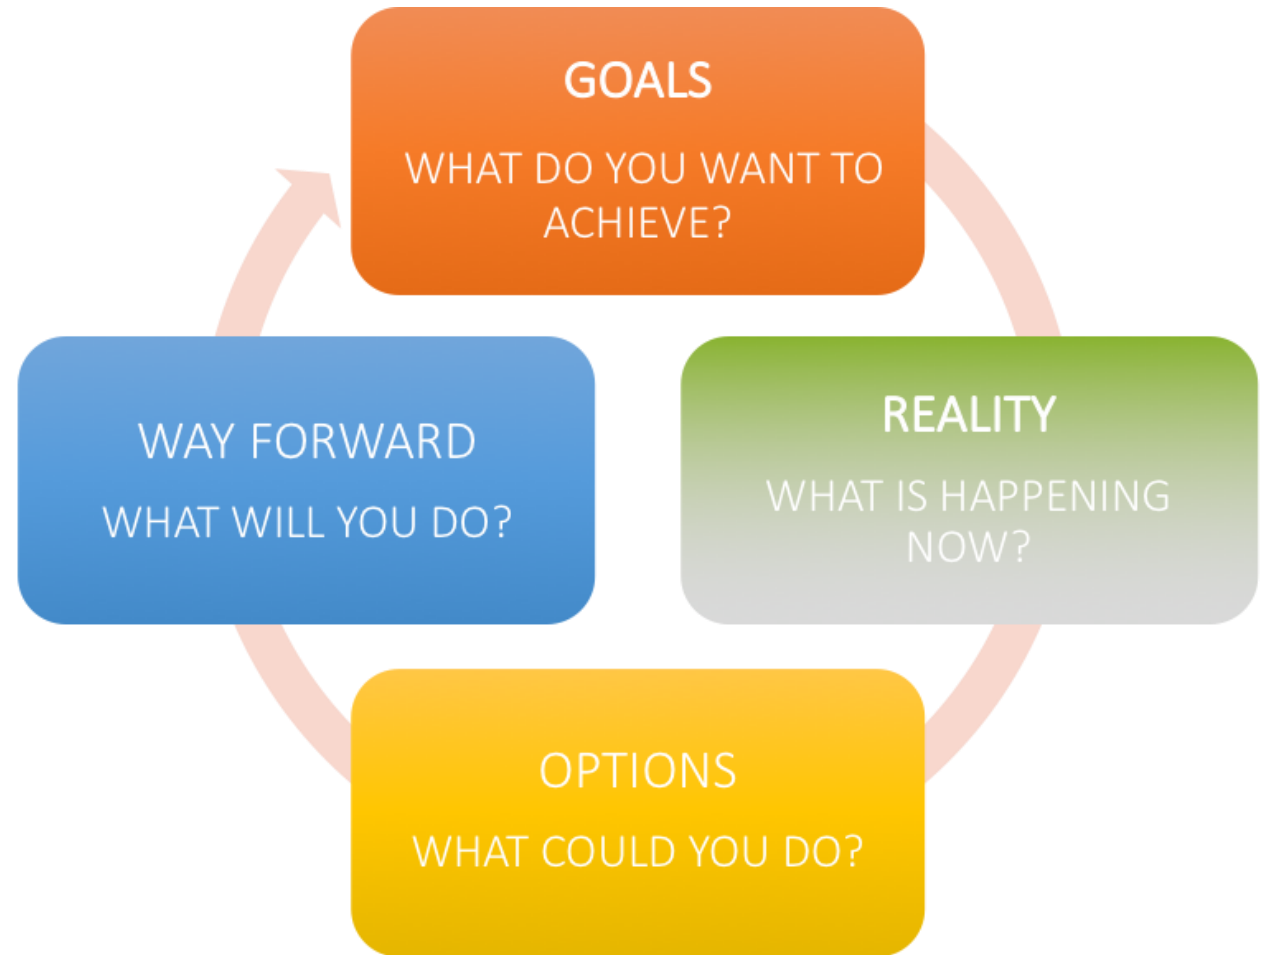 GOALS
WHAT DO YOU WANT TO
ACHIEVE?
REALITY
WHAT IS HAPPENING
NOW?
OPTIONS
WHAT COULD YOU DO?
WAY FORWARD
WHAT WILL YOU DO?